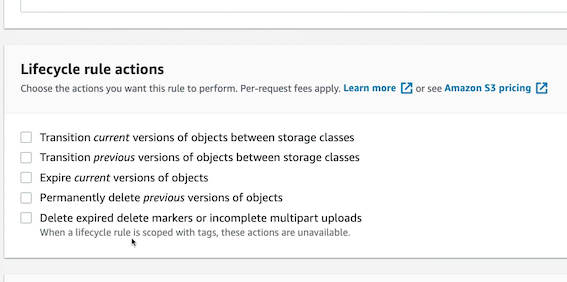 Lifecycle rule actions
Choose the actions you want this rule to perform. Per-request fees apply. Learn more or see Amazon S3 pricing
Transition current versions of objects between storage classes
Transition previous versions of objects between storage classes
Expire current versions of objects
Permanently delete previous versions of objects
Delete expired delete markers or incomplete multipart uploads
When a lifecycle rule is scoped with tags, these actions are unavailable.